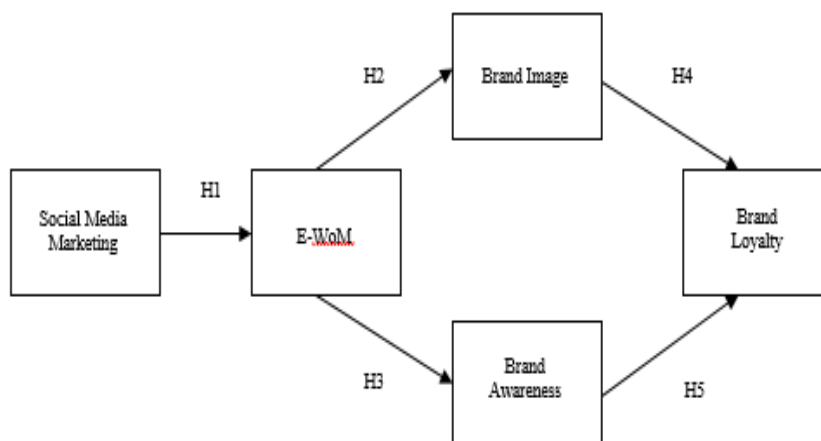 H2
Brand Image
H4
H1
Social Media
Marketing
E-WoM
Brand
Loyalty
H3
Brand
Awareness
H5